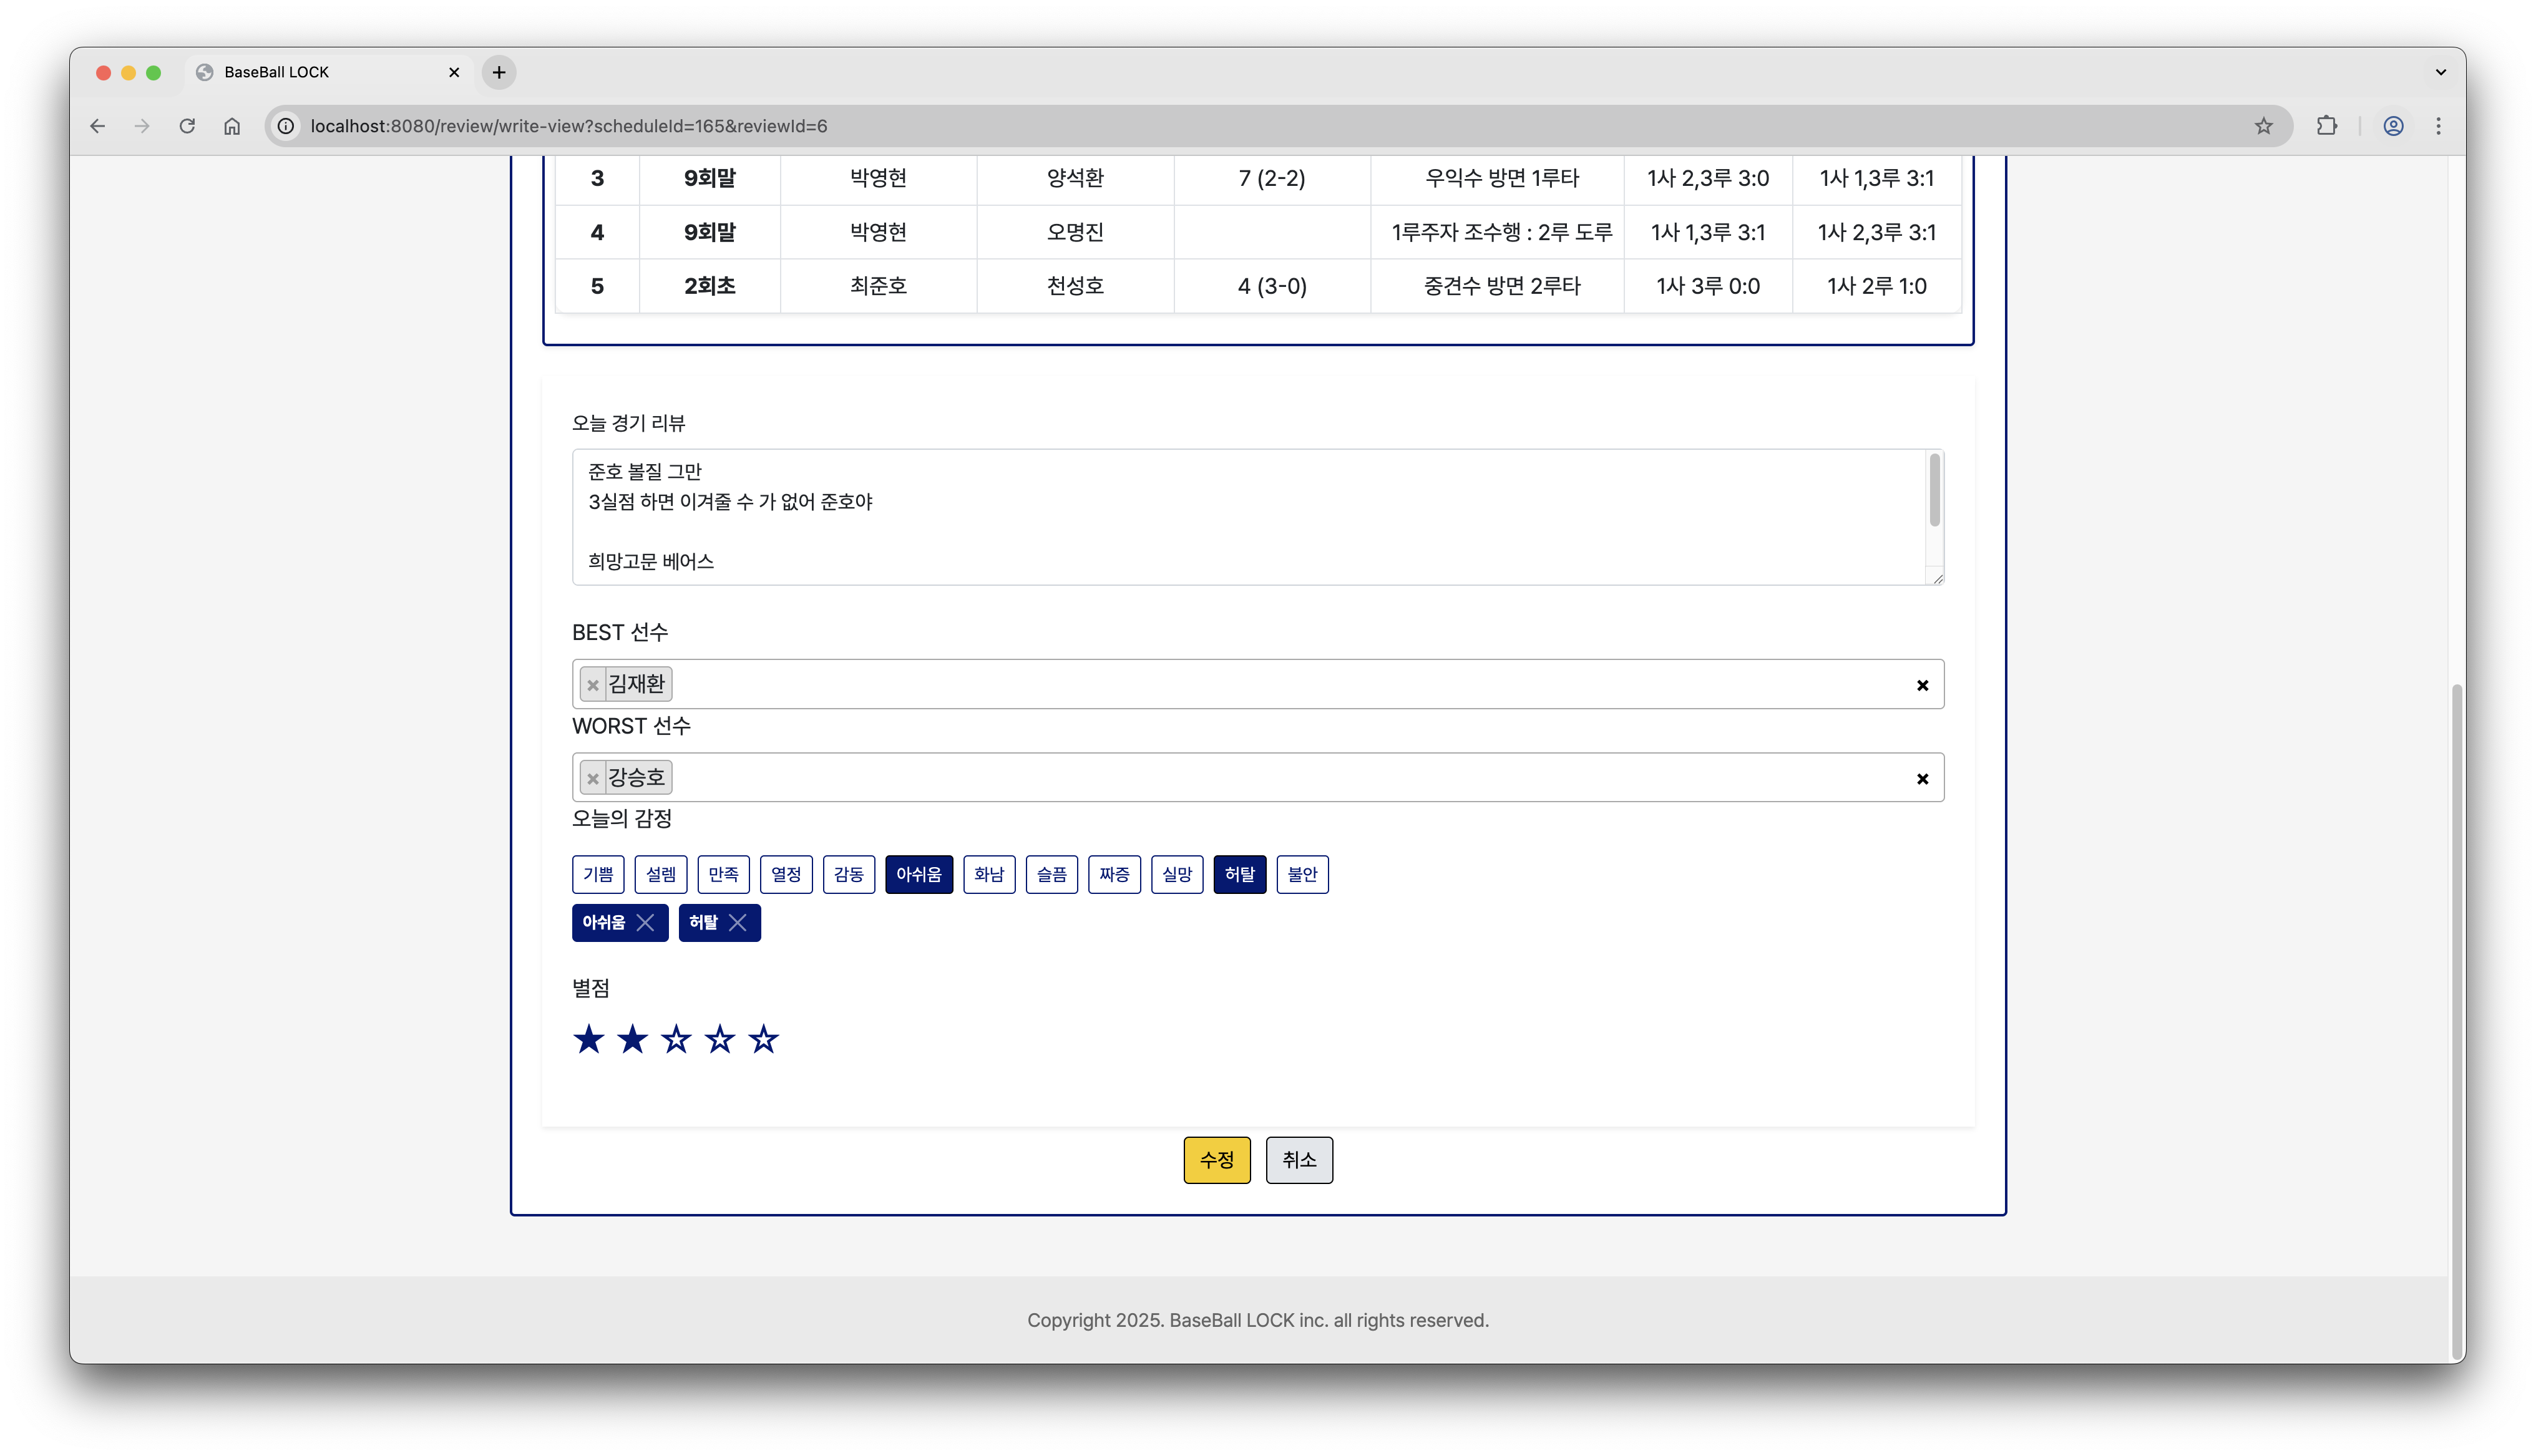 BaseBall LOCK
localhost:8080/review/write-view?scheduleId=165&reviewId=6
3 9회말 박영현 양석환 7 (2-2) 우익수 방면 1루타 1사 2,3루 3:0 1사 1,3루 3:1
4 9회말 박영현 오명진 1루주자 조수행 : 2루 도루 1사 1,3루 3:1 1사 2,3루 3:1
5 2회초 최준호 천성호 4 (3-0) 중견수 방면 2루타 1사 3루 0:0 1사 2루 1:0
오늘 경기 리뷰
준호 볼질 그만
3실점 하면 이겨줄 수 가 없어 준호야
희망고문 베어스
BEST 선수
김재환
WORST 선수
강승호
오늘의 감정
기쁨 설렘 만족 열정 감동 아쉬움 화남 슬픔 짜증 실망 허탈 불안
아쉬움 허탈
별점
수정 취소
Copyright 2025. BaseBall LOCK inc. all rights reserved.